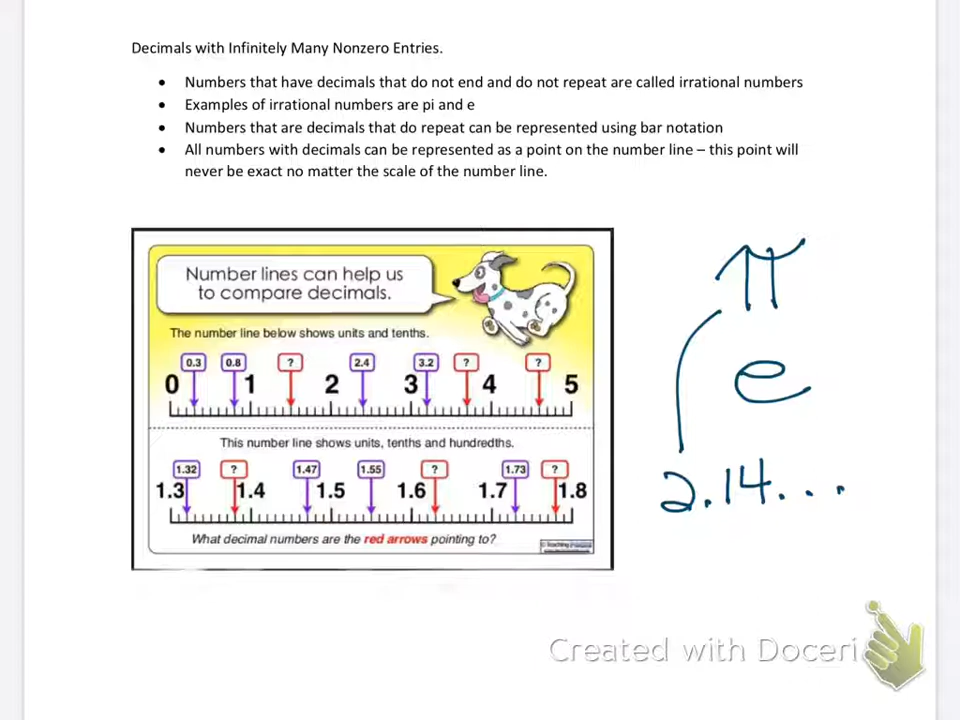 Decimals with Infinitely Many Nonzero Entries.
• Numbers that have decimals that do not end and do not repeat are called irrational numbers
• Examples of irrational numbers are pi and e
• Numbers that are decimals that do repeat can be represented using bar notation
• All numbers with decimals can be represented as a point on the number line – this point will
never be exact no matter the scale of the number line.
Number lines can help us
to compare decimals.
The number line below shows units and tenths.
0.3 0.8 ? 2.4 3.2 ? ?
0 1 2 3 4 5
This number line shows units, tenths and hundredths.
1.32 ? 1.47 1.55 ? 1.73 ?
1.3 1.4 1.5 1.6 1.7 1.8
What decimal numbers are the red arrows pointing to?
π
e
2.14...
Created with Doceri